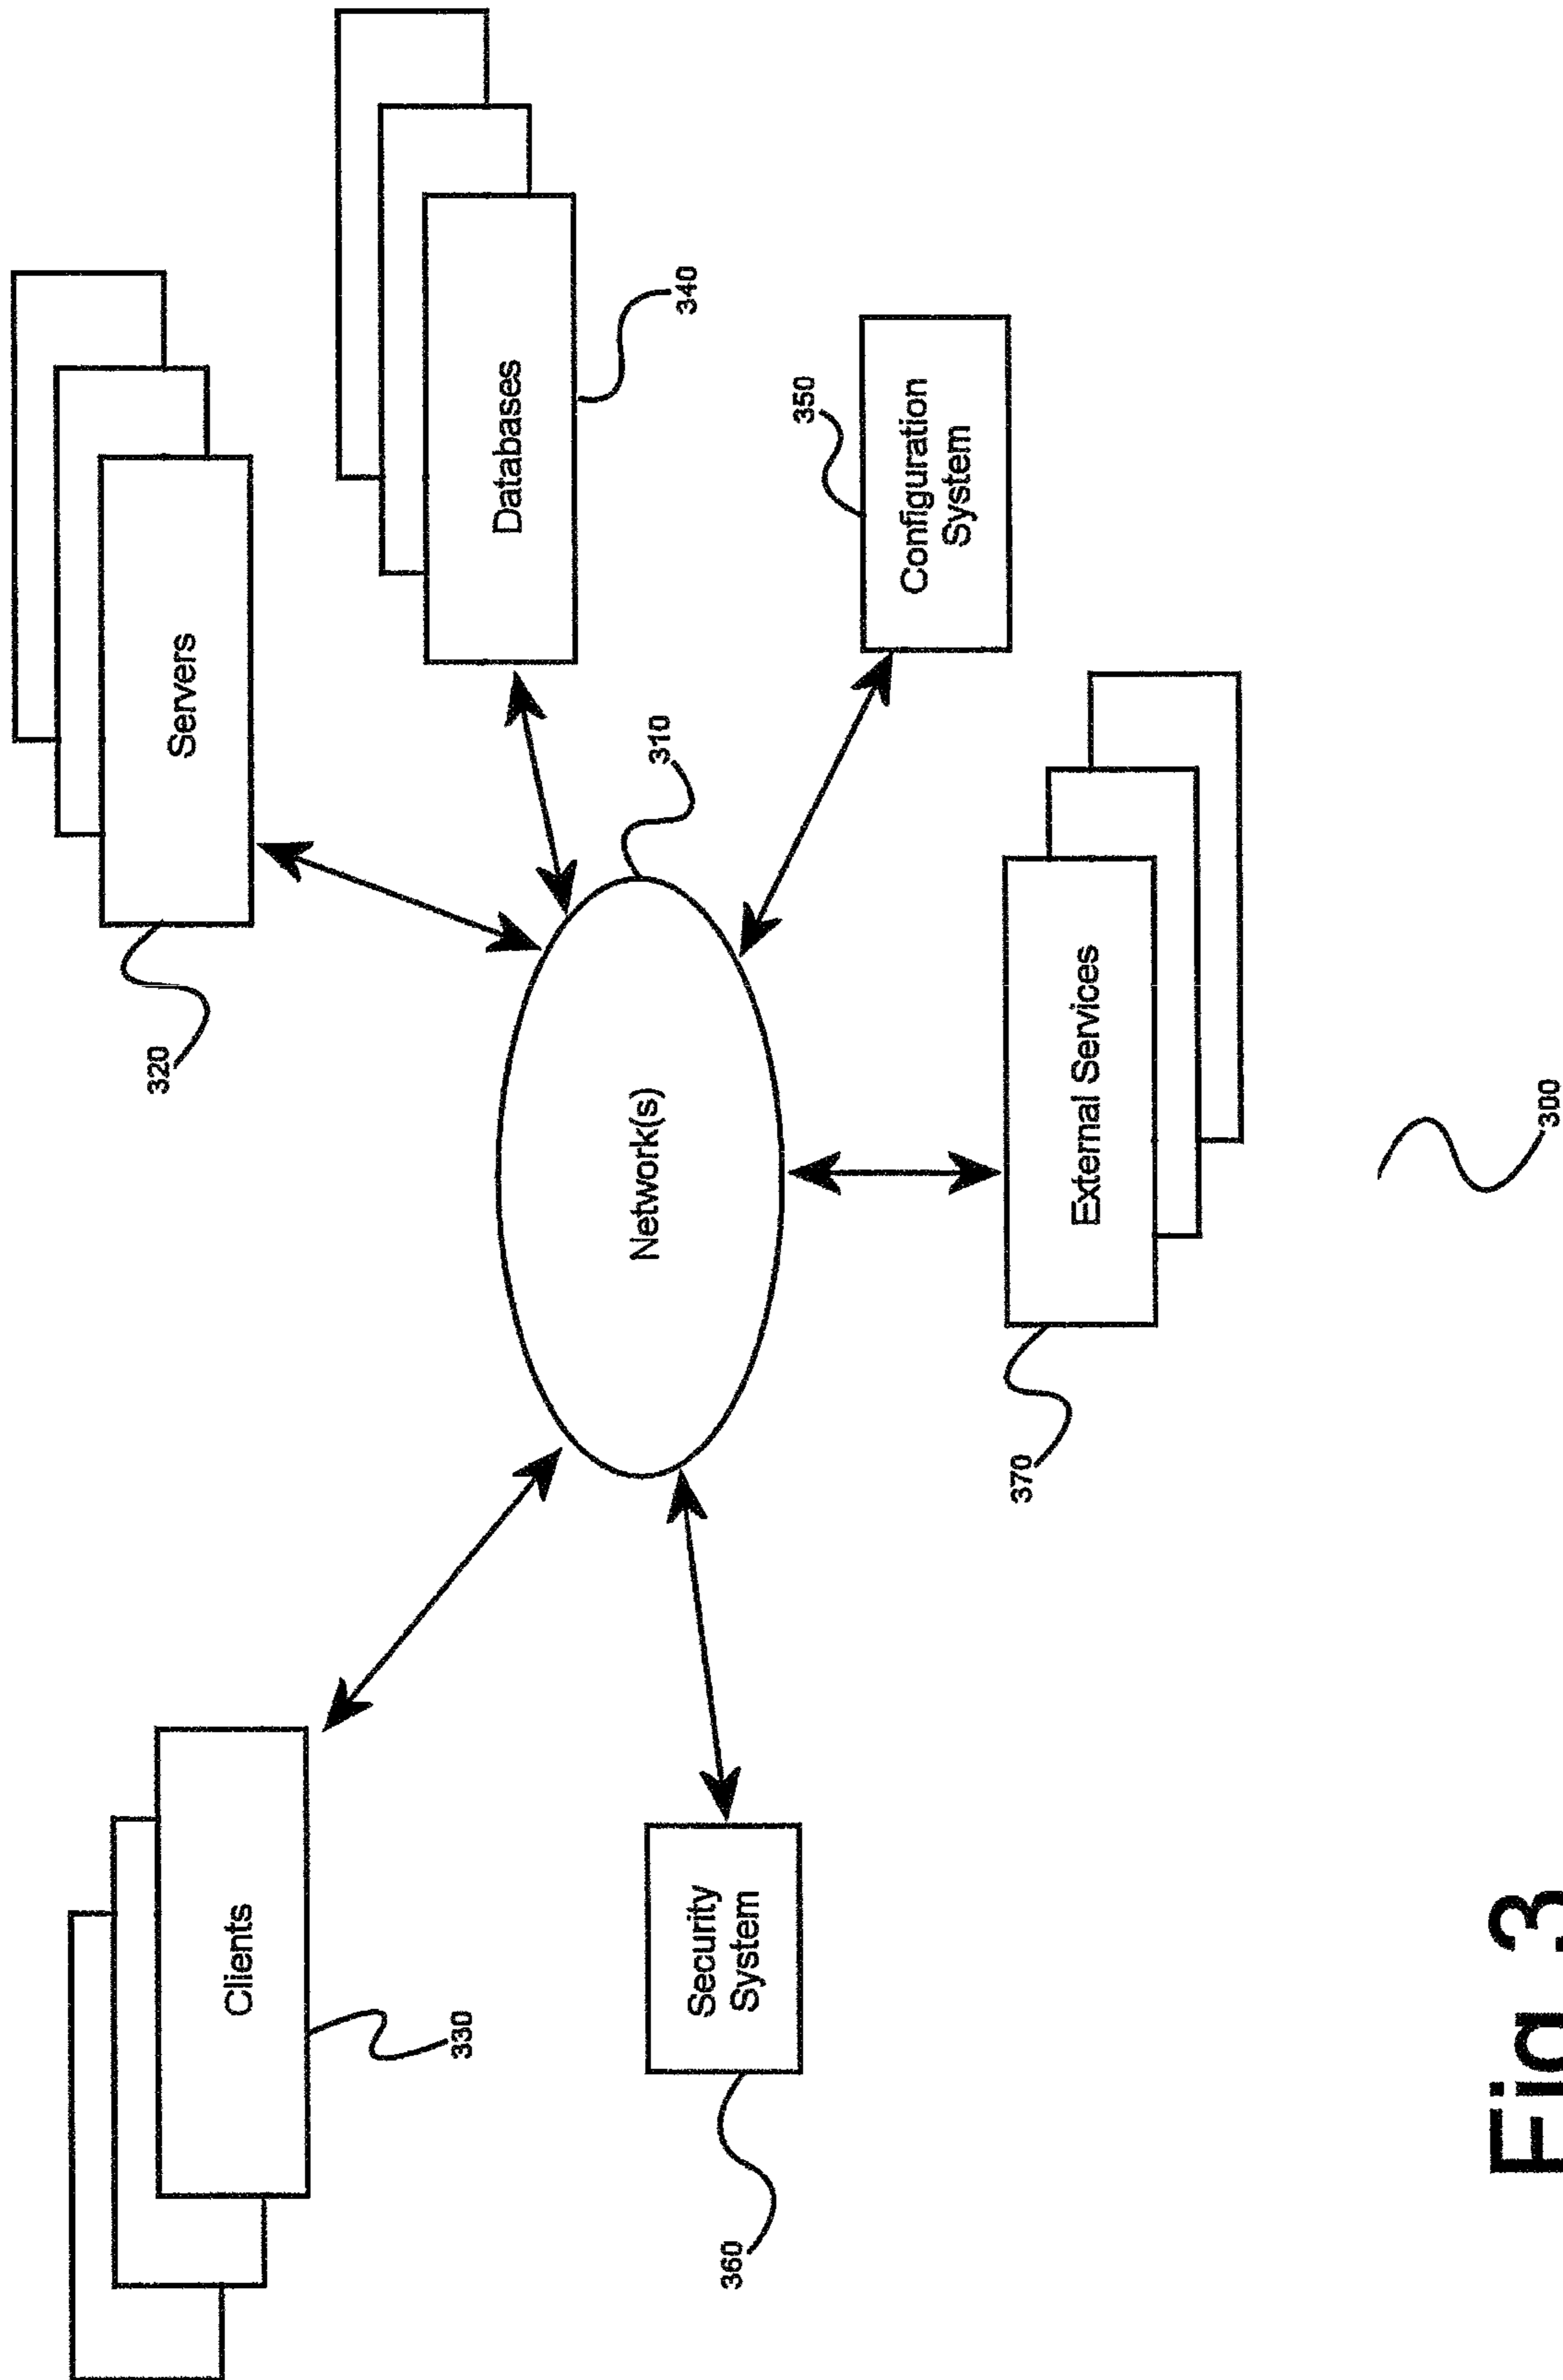 Servers
320
Clients
330
Databases
340
Network(s)
310
Security
System
360
Configuration
System
350
External Services
370
300
Fig. 3